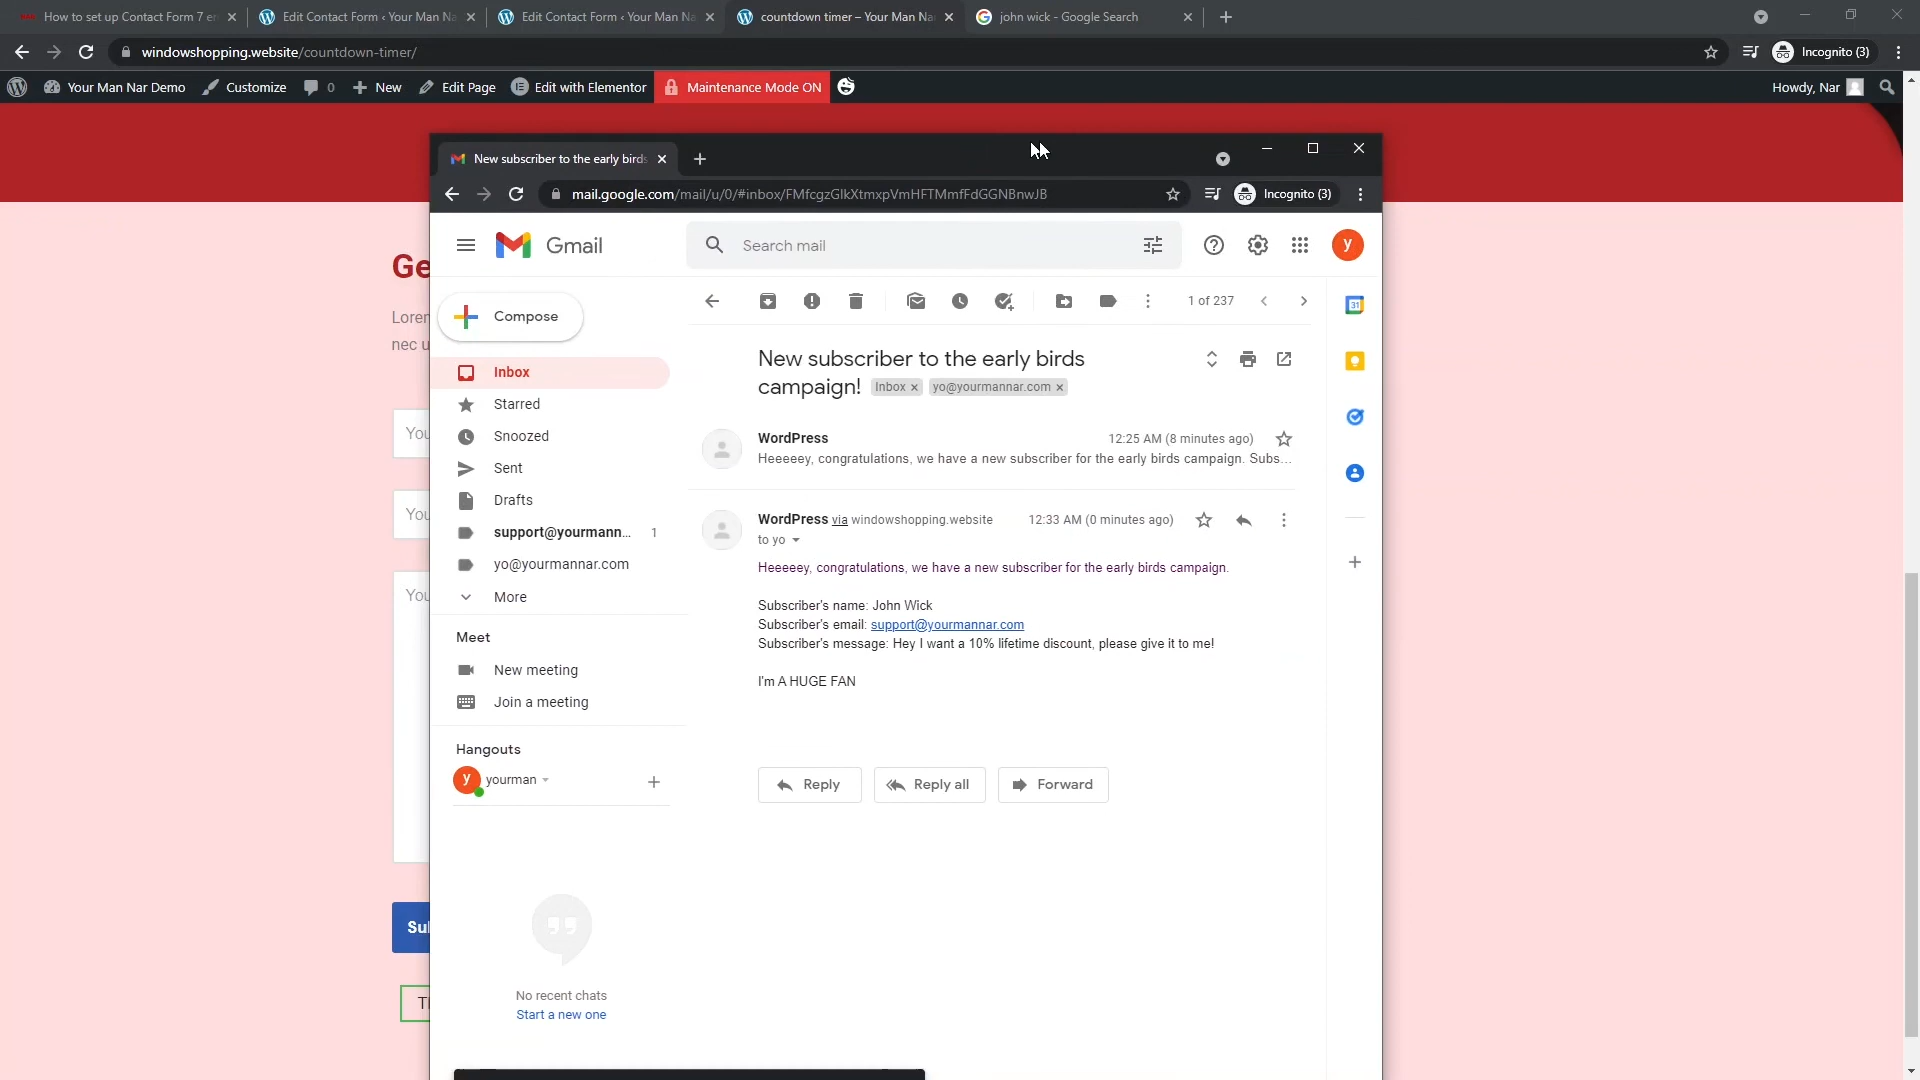 How to set up Contact Form 7 en
Edit Contact Form ‹ Your Man Na
Edit Contact Form ‹ Your Man Na
countdown timer – Your Man Na
john wick - Google Search
windowshopping.website/countdown-timer/
Incognito (3)
Your Man Nar Demo
Customize
0
New
Edit Page
Edit with Elementor
Maintenance Mode ON
Howdy, Nar
New subscriber to the early birds
mail.google.com/mail/u/0/#inbox/FMfcgzGlkXtmxpVmHFTMmfFdGGNBnwJB
Incognito (3)
Gmail
Search mail
y
Ge
Lorem
nec u
You
You
You
Su
Compose
Inbox
Starred
Snoozed
Sent
Drafts
support@yourmann... 1
yo@yourmannar.com
More
Meet
New meeting
Join a meeting
Hangouts
y yourman
No recent chats
Start a new one
1 of 237
31
New subscriber to the early birds
campaign! Inbox yo@yourmannar.com
WordPress 12:25 AM (8 minutes ago)
Heeeeey, congratulations, we have a new subscriber for the early birds campaign. Subs...
WordPress via windowshopping.website 12:33 AM (0 minutes ago)
to yo
Heeeeey, congratulations, we have a new subscriber for the early birds campaign.
Subscriber's name: John Wick
Subscriber's email: support@yourmannar.com
Subscriber's message: Hey I want a 10% lifetime discount, please give it to me!
I'm A HUGE FAN
Reply
Reply all
Forward